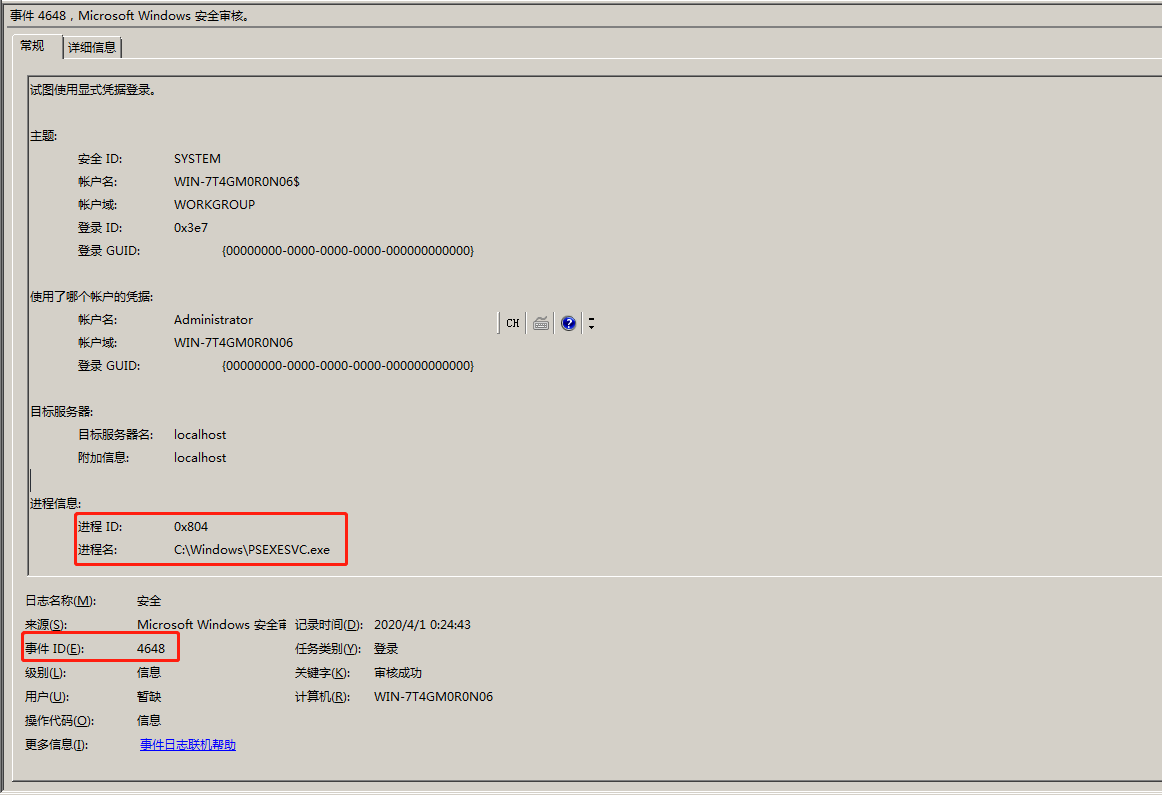 事件 4648，Microsoft Windows 安全审核。
常规 详细信息
试图使用显式凭据登录。
主题:
安全 ID: SYSTEM
帐户名: WIN-7T4GM0R0N06$
帐户域: WORKGROUP
登录 ID: 0x3e7
登录 GUID: {00000000-0000-0000-0000-000000000000}
使用了哪个帐户的凭据:
帐户名: Administrator
CH
帐户域: WIN-7T4GM0R0N06
登录 GUID: {00000000-0000-0000-0000-000000000000}
目标服务器:
目标服务器名: localhost
附加信息: localhost
进程信息:
进程 ID: 0x804
进程名: C:\Windows\PSEXESVC.exe
日志名称(M): 安全
来源(S): Microsoft Windows 安全审 记录时间(D): 2020/4/1 0:24:43
事件 ID(E): 4648 任务类别(Y): 登录
级别(L): 信息 关键字(K): 审核成功
用户(U): 暂缺 计算机(R): WIN-7T4GM0R0N06
操作代码(O): 信息
更多信息(I): 事件日志联机帮助